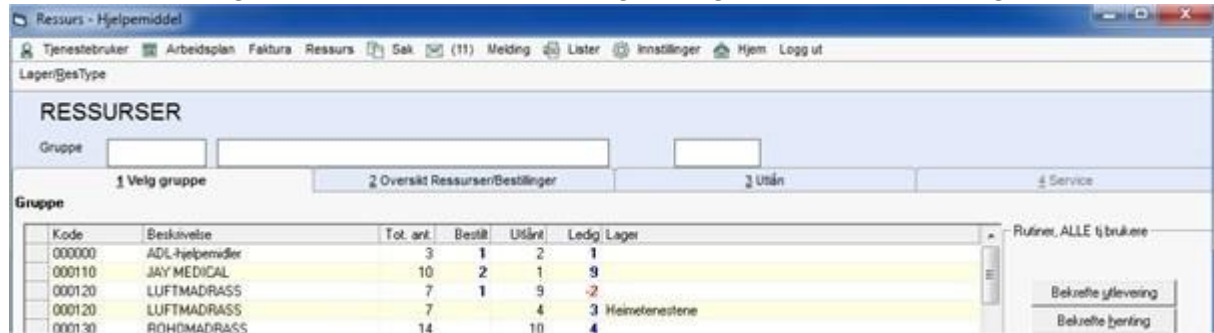 Ressurs - Hjelpemiddel
Tjenestebruker Arbeidsplan Faktura Ressurs Sak (11) Melding Lister Innstillinger Hjem Logg ut
Lager/ResType
RESSURSER
Gruppe
1 Velg gruppe 2 Oversikt Ressurser/Bestillinger 3 Utlån 4 Service
Gruppe
Kode Beskrivelse Tot. ant. Bestilt Utlånt Ledig Lager
Rutiner, ALLE tj.brukere
000000 ADL-hjelpemidler 3 1 2 1
000110 JAY MEDICAL 10 2 1 9
000120 LUFTMADRASS 7 1 9 -2
Bekrefte utlevering
000120 LUFTMADRASS 7 4 3 Heimetenestene
Bekrefte henting
000130 ROHOMADRASS 14 10 4